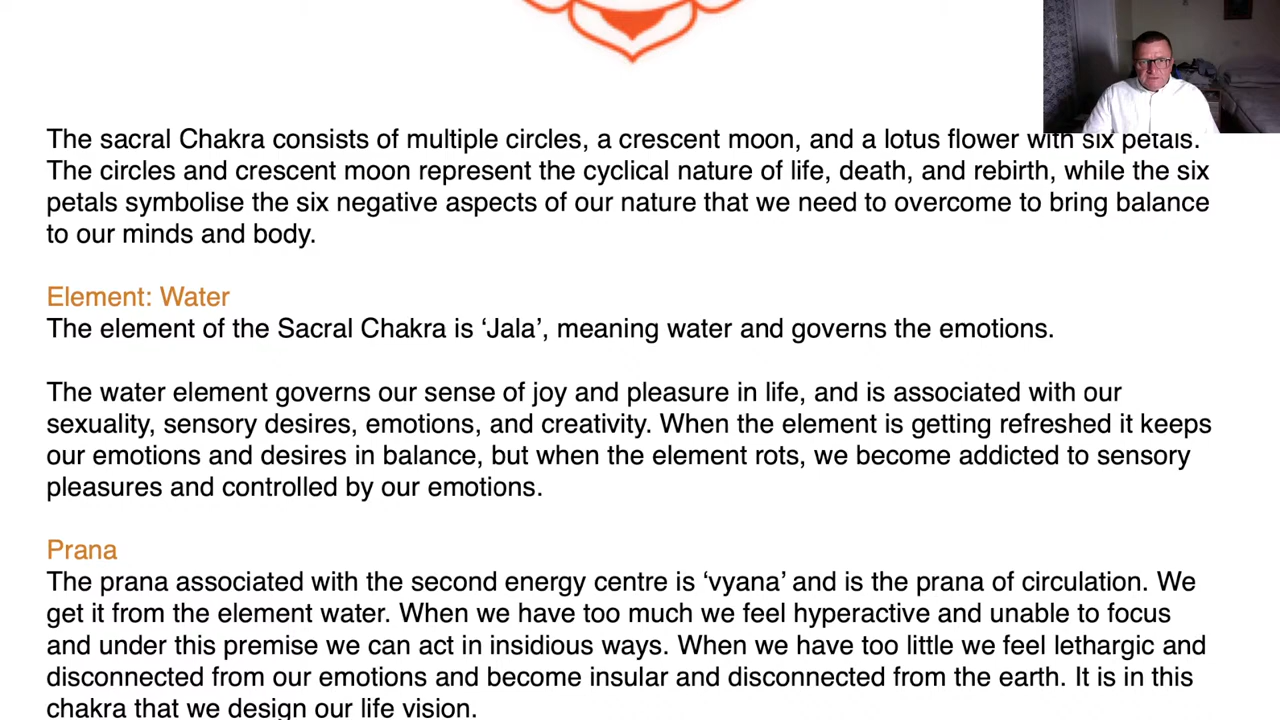 The sacral Chakra consists of multiple circles, a crescent moon, and a lotus flower with six petals.
The circles and crescent moon represent the cyclical nature of life, death, and rebirth, while the six
petals symbolise the six negative aspects of our nature that we need to overcome to bring balance
to our minds and body.
Element: Water
The element of the Sacral Chakra is ‘Jala’, meaning water and governs the emotions.
The water element governs our sense of joy and pleasure in life, and is associated with our
sexuality, sensory desires, emotions, and creativity. When the element is getting refreshed it keeps
our emotions and desires in balance, but when the element rots, we become addicted to sensory
pleasures and controlled by our emotions.
Prana
The prana associated with the second energy centre is ‘vyana’ and is the prana of circulation. We
get it from the element water. When we have too much we feel hyperactive and unable to focus
and under this premise we can act in insidious ways. When we have too little we feel lethargic and
disconnected from our emotions and become insular and disconnected from the earth. It is in this
chakra that we design our life vision.